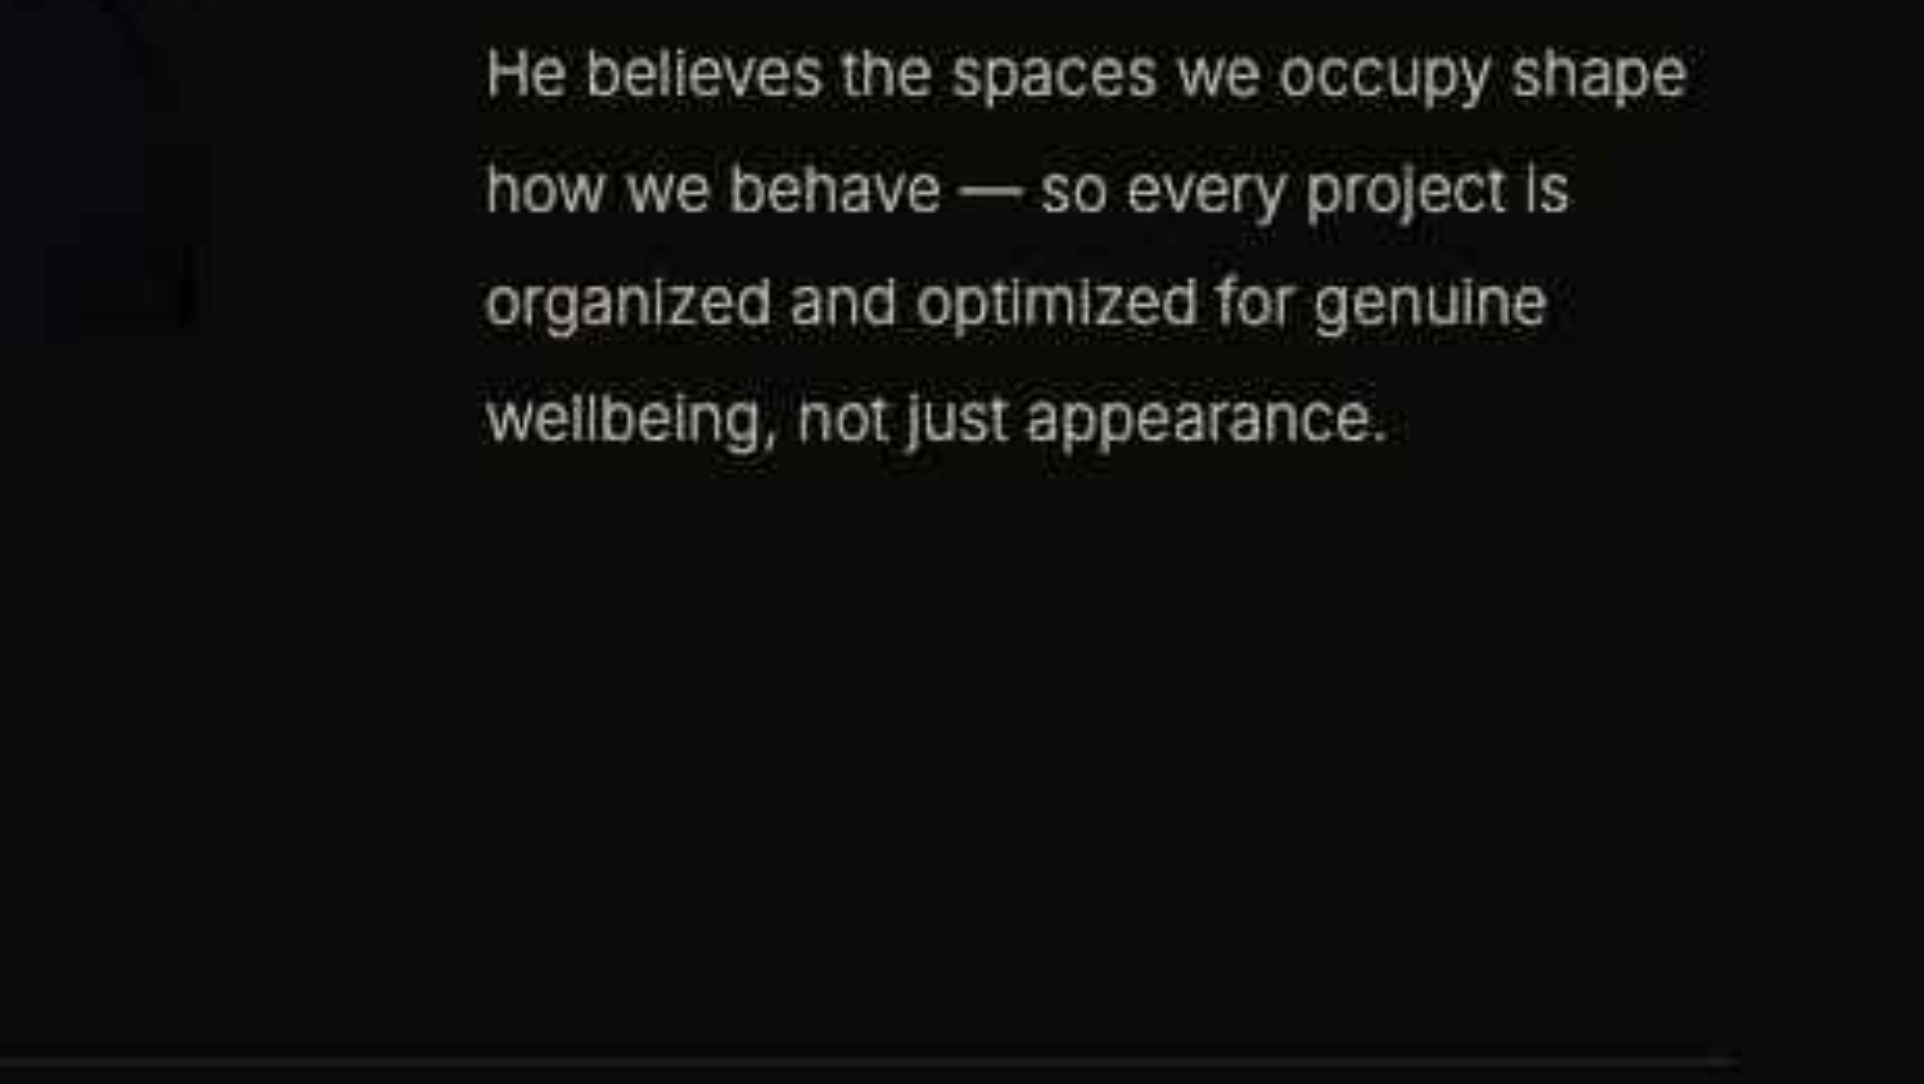 He believes the spaces we occupy shape
how we behave — so every project is
organized and optimized for genuine
wellbeing, not just appearance.